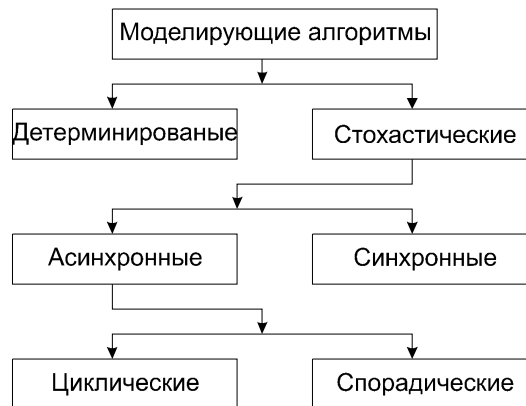 Моделирующие алгоритмы
Детерминированые
Стохастические
Асинхронные
Синхронные
Циклические
Спорадические